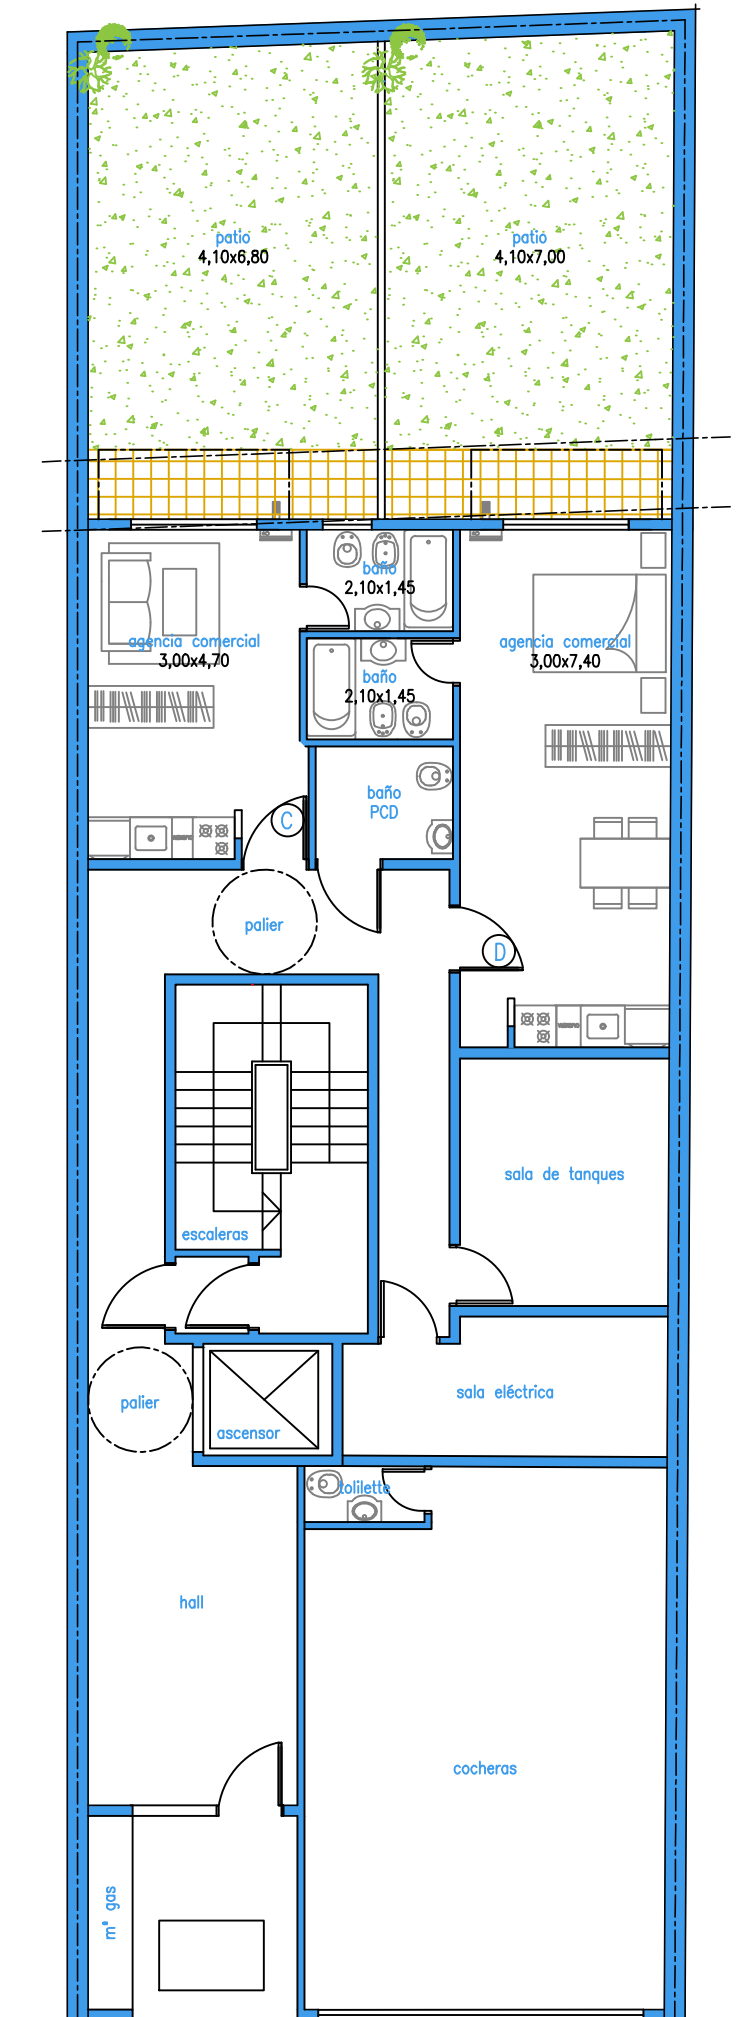 patio
4,10x6,80
patio
4,10x7,00
baño
2,10x1,45
agencia comercial
3,00x4,70
agencia comercial
3,00x7,40
baño
2,10x1,45
baño
PCD
C
palier
D
sala de tanques
escaleras
sala eléctrica
palier
ascensor
tolilette
hall
cocheras
mº gas